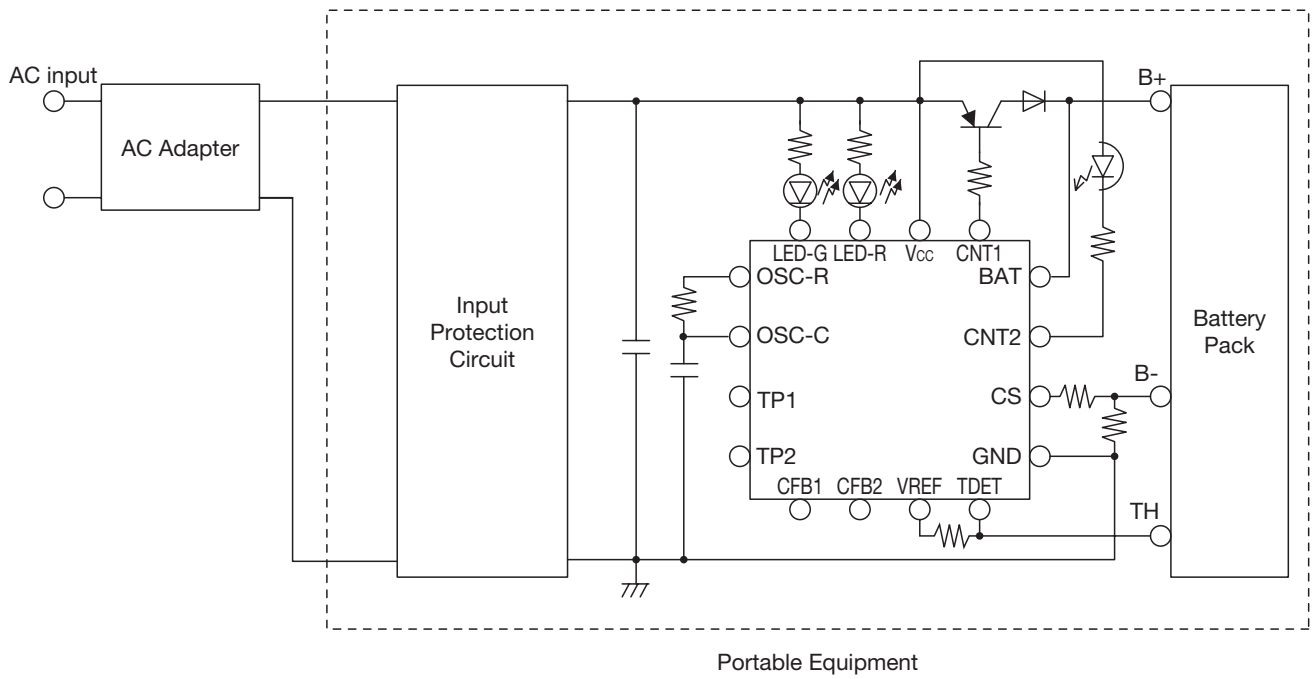 AC input
AC Adapter
Input
Protection
Circuit
B+
LED-G
LED-R
Vcc
CNT1
OSC-R
BAT
OSC-C
CNT2
Battery
Pack
TP1
CS
B-
TP2
GND
CFB1
CFB2
VREF
TDET
TH
Portable Equipment